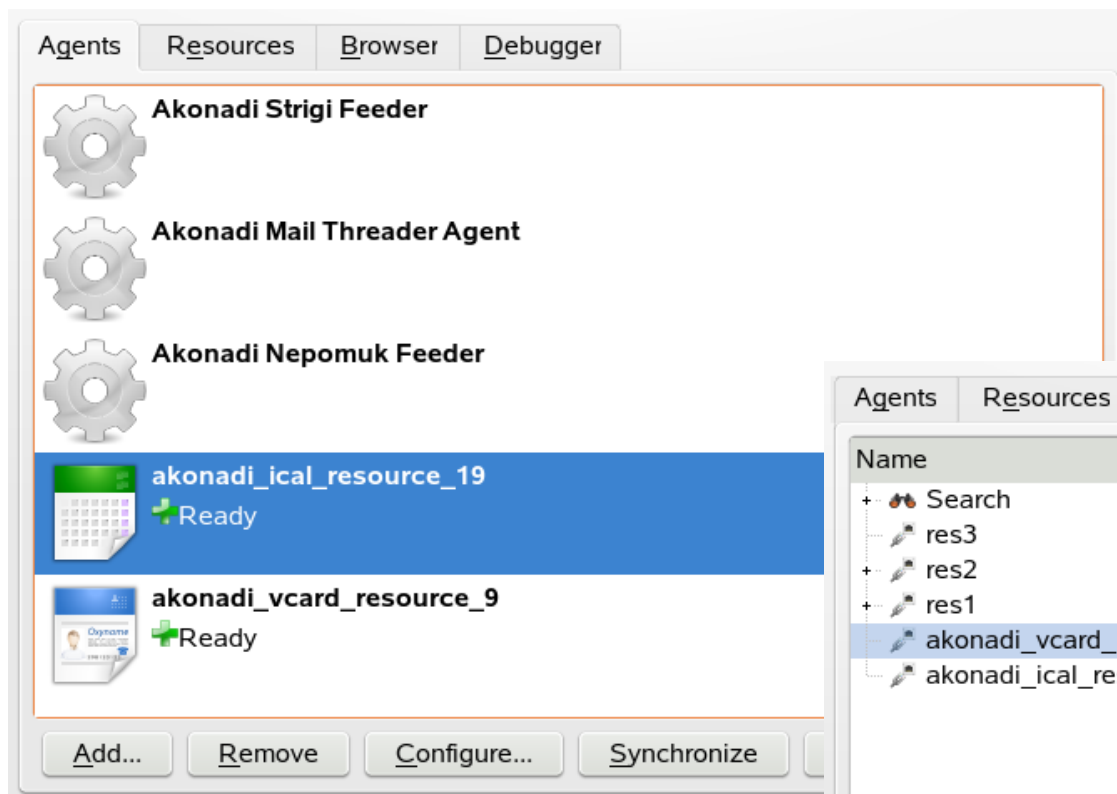 Agents Resources Browser Debugger
Akonadi Strigi Feeder
Akonadi Mail Threader Agent
Akonadi Nepomuk Feeder
akonadi_ical_resource_19
Ready
akonadi_vcard_resource_9
Oxyname
Ready
Add... Remove Configure... Synchronize
Agents Resources
Name
Search
res3
res2
res1
akonadi_vcard_
akonadi_ical_re